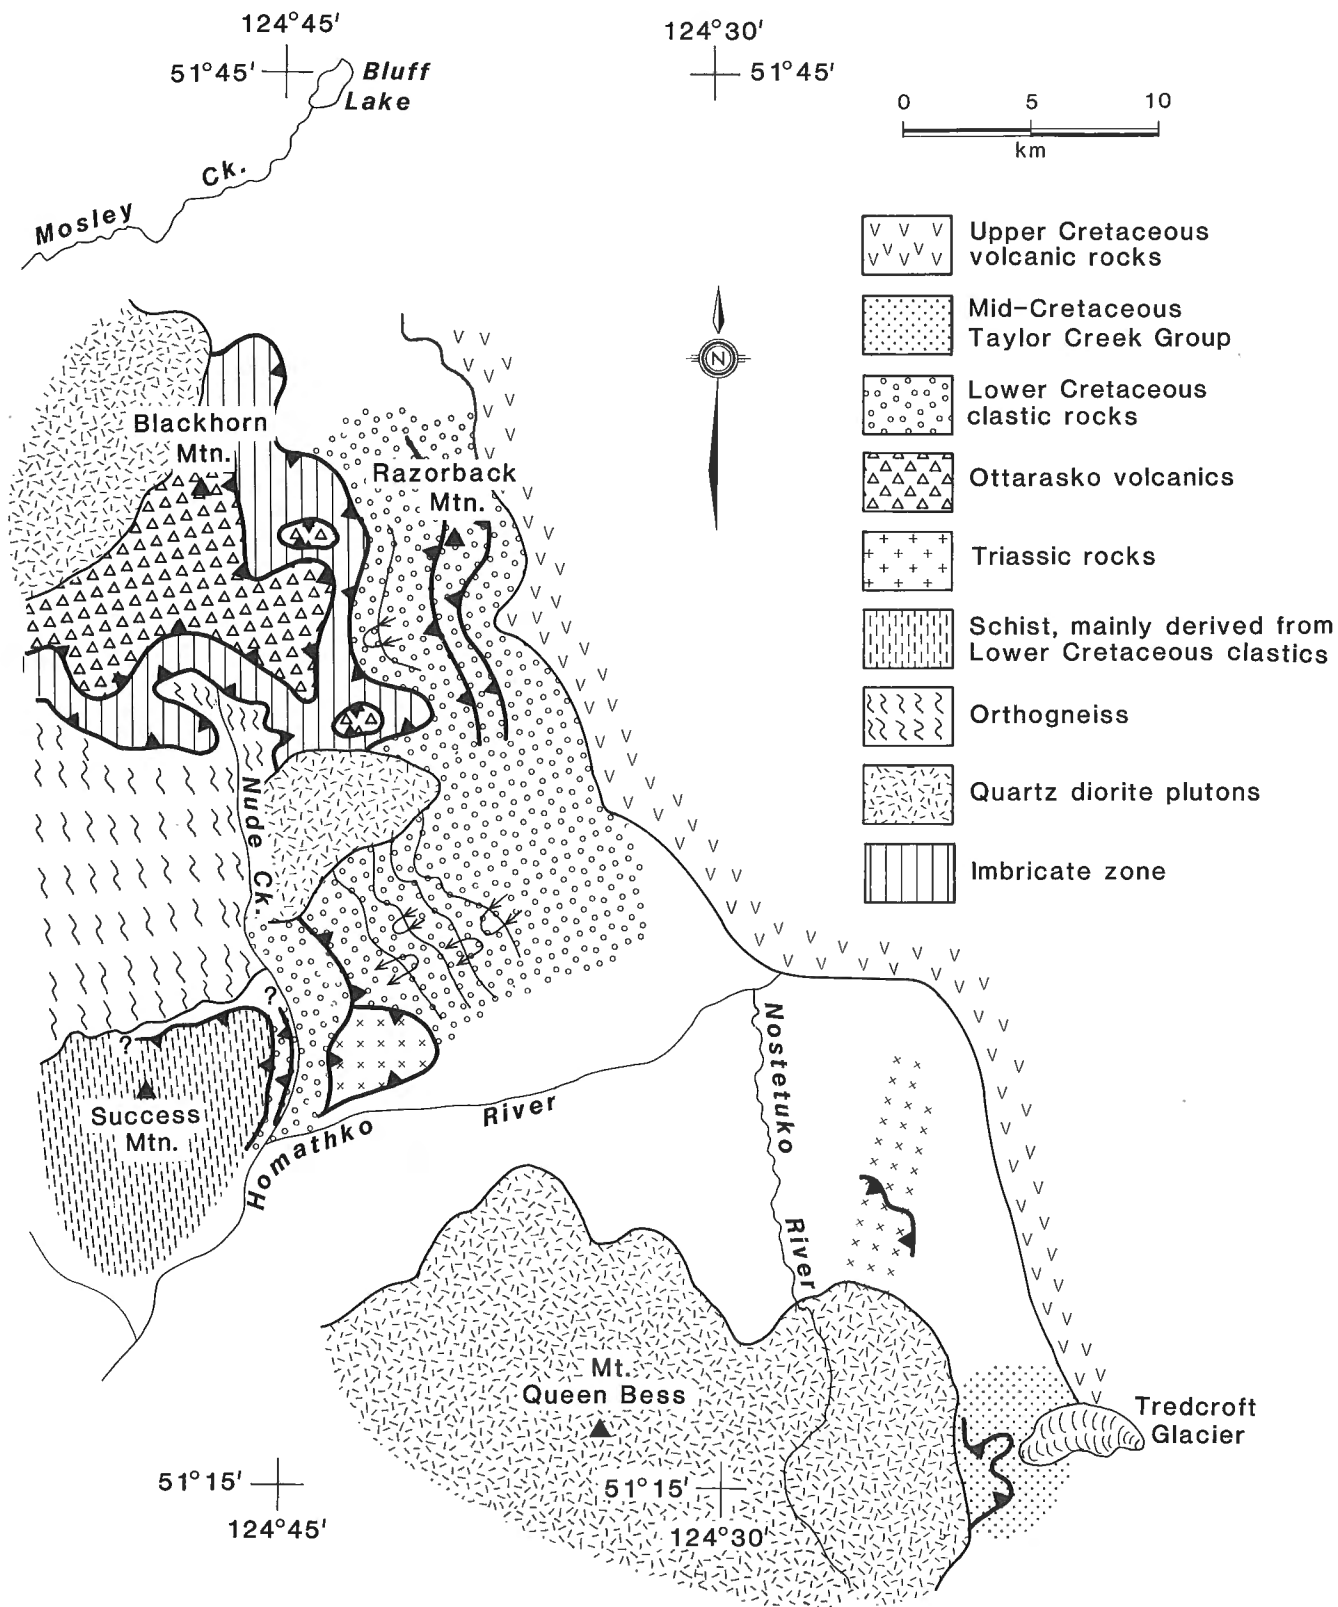 124°45'
51°45'
Bluff
Lake
124°30'
51°45'
0 5 10
km
Mosley Ck.
N
Upper Cretaceous
volcanic rocks
Mid-Cretaceous
Taylor Creek Group
Lower Cretaceous
clastic rocks
Ottarasko volcanics
Triassic rocks
Schist, mainly derived from
Lower Cretaceous clastics
Orthogneiss
Quartz diorite plutons
Imbricate zone
Blackhorn
Mtn.
Razorback
Mtn.
Nude Ck.
?
?
Success
Mtn.
Homathko River
Nostetuko River
Mt.
Queen Bess
Tredcroft
Glacier
51°15'
124°45'
51°15'
124°30'